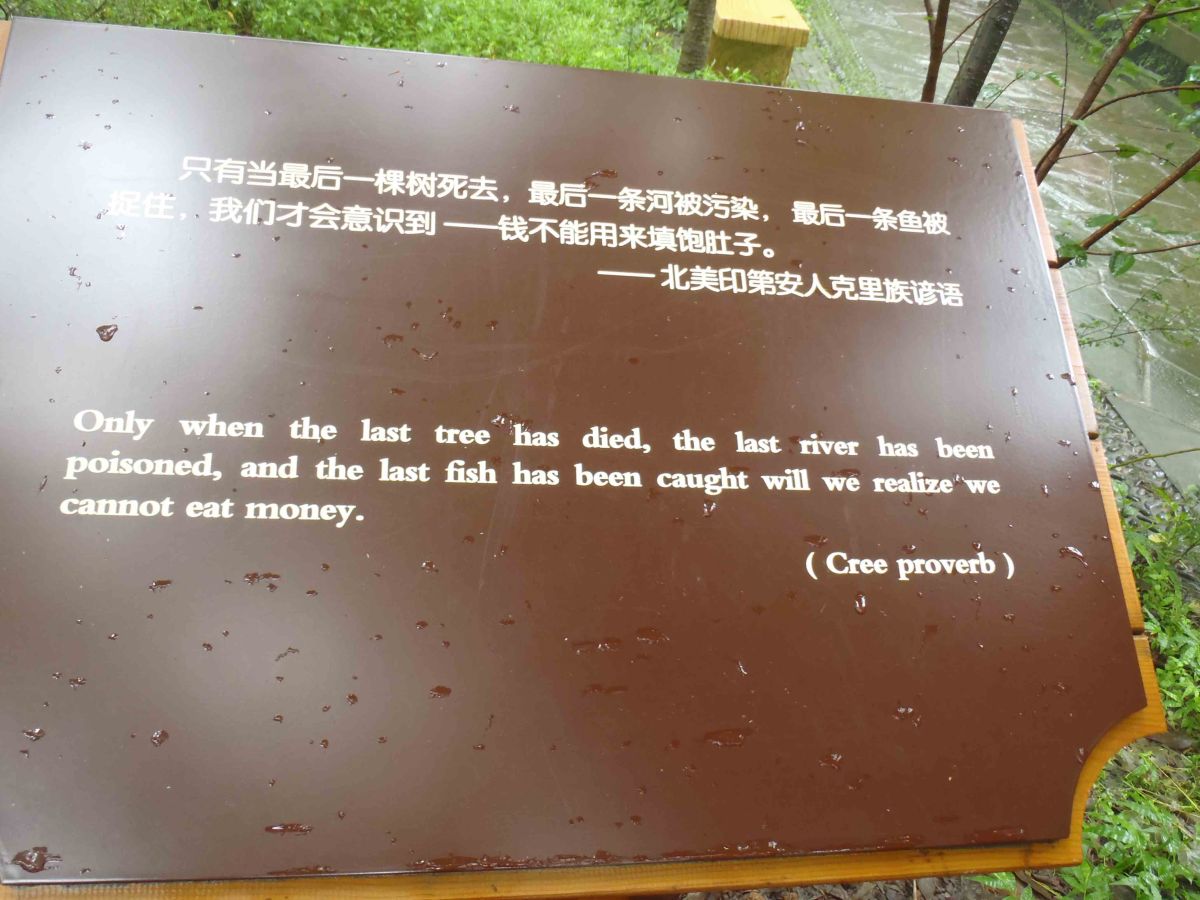 只有当最后一棵树死去，最后一条河被污染，最后一条鱼被
捉住，我们才会意识到——钱不能用来填饱肚子。
——北美印第安人克里族谚语
Only when the last tree has died, the last river has been
poisoned, and the last fish has been caught will we realize we
cannot eat money.
( Cree proverb )